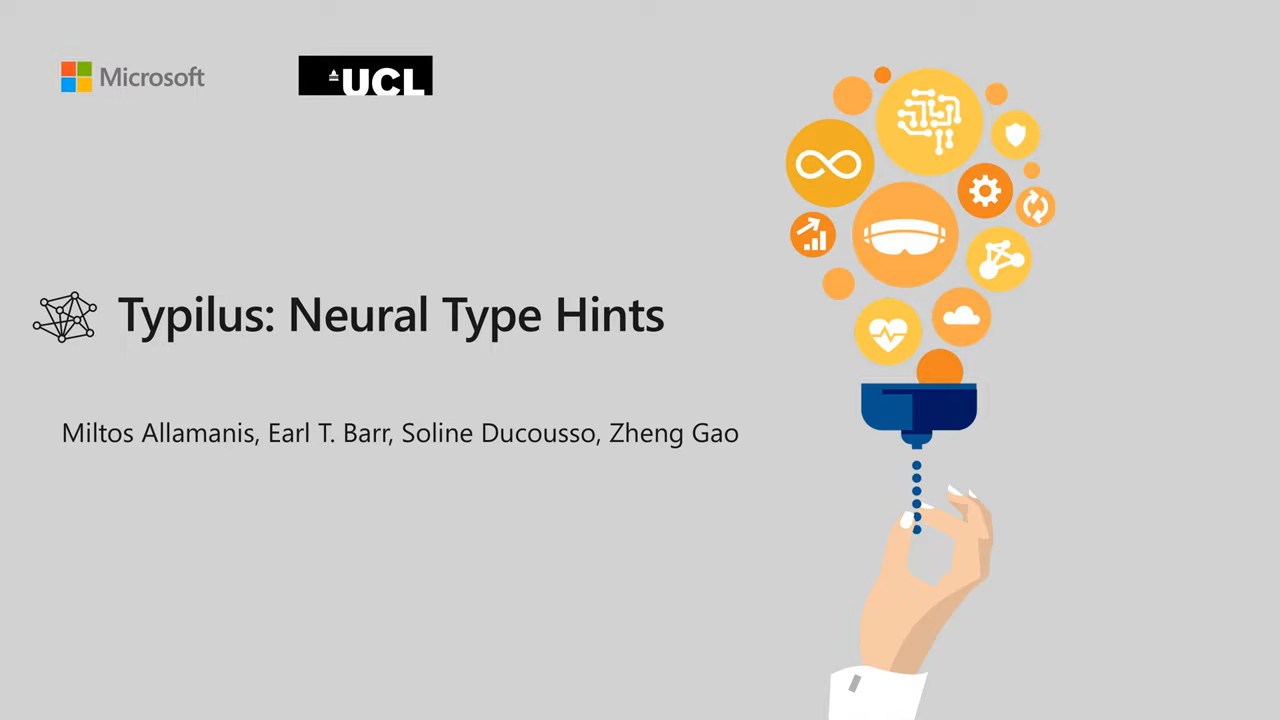 Microsoft
UCL
Typilus: Neural Type Hints
Miltos Allamanis, Earl T. Barr, Soline Ducousso, Zheng Gao